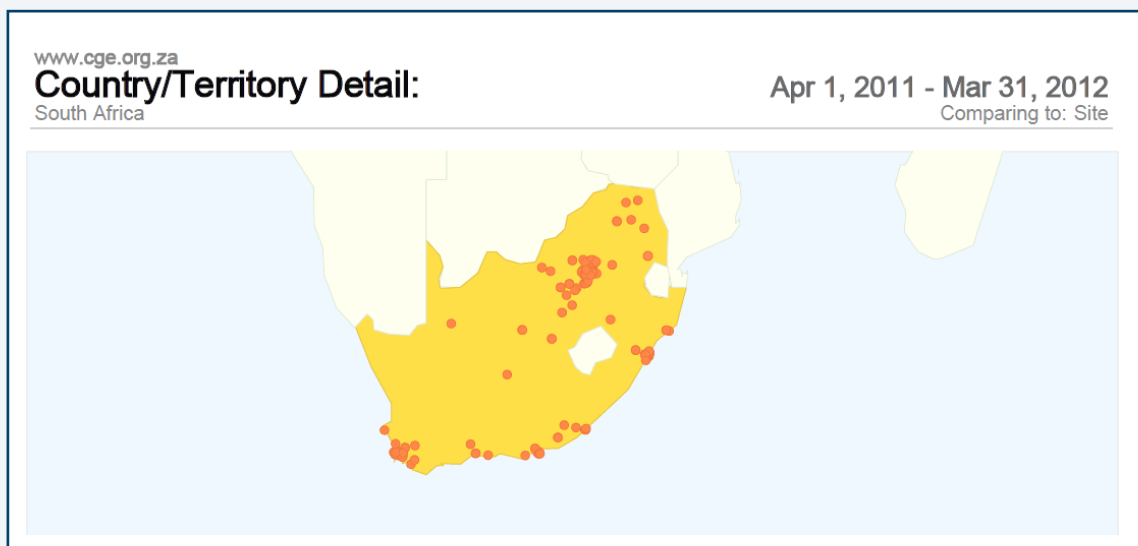 www.cge.org.za
Country/Territory Detail:
South Africa
Apr 1, 2011 - Mar 31, 2012
Comparing to: Site